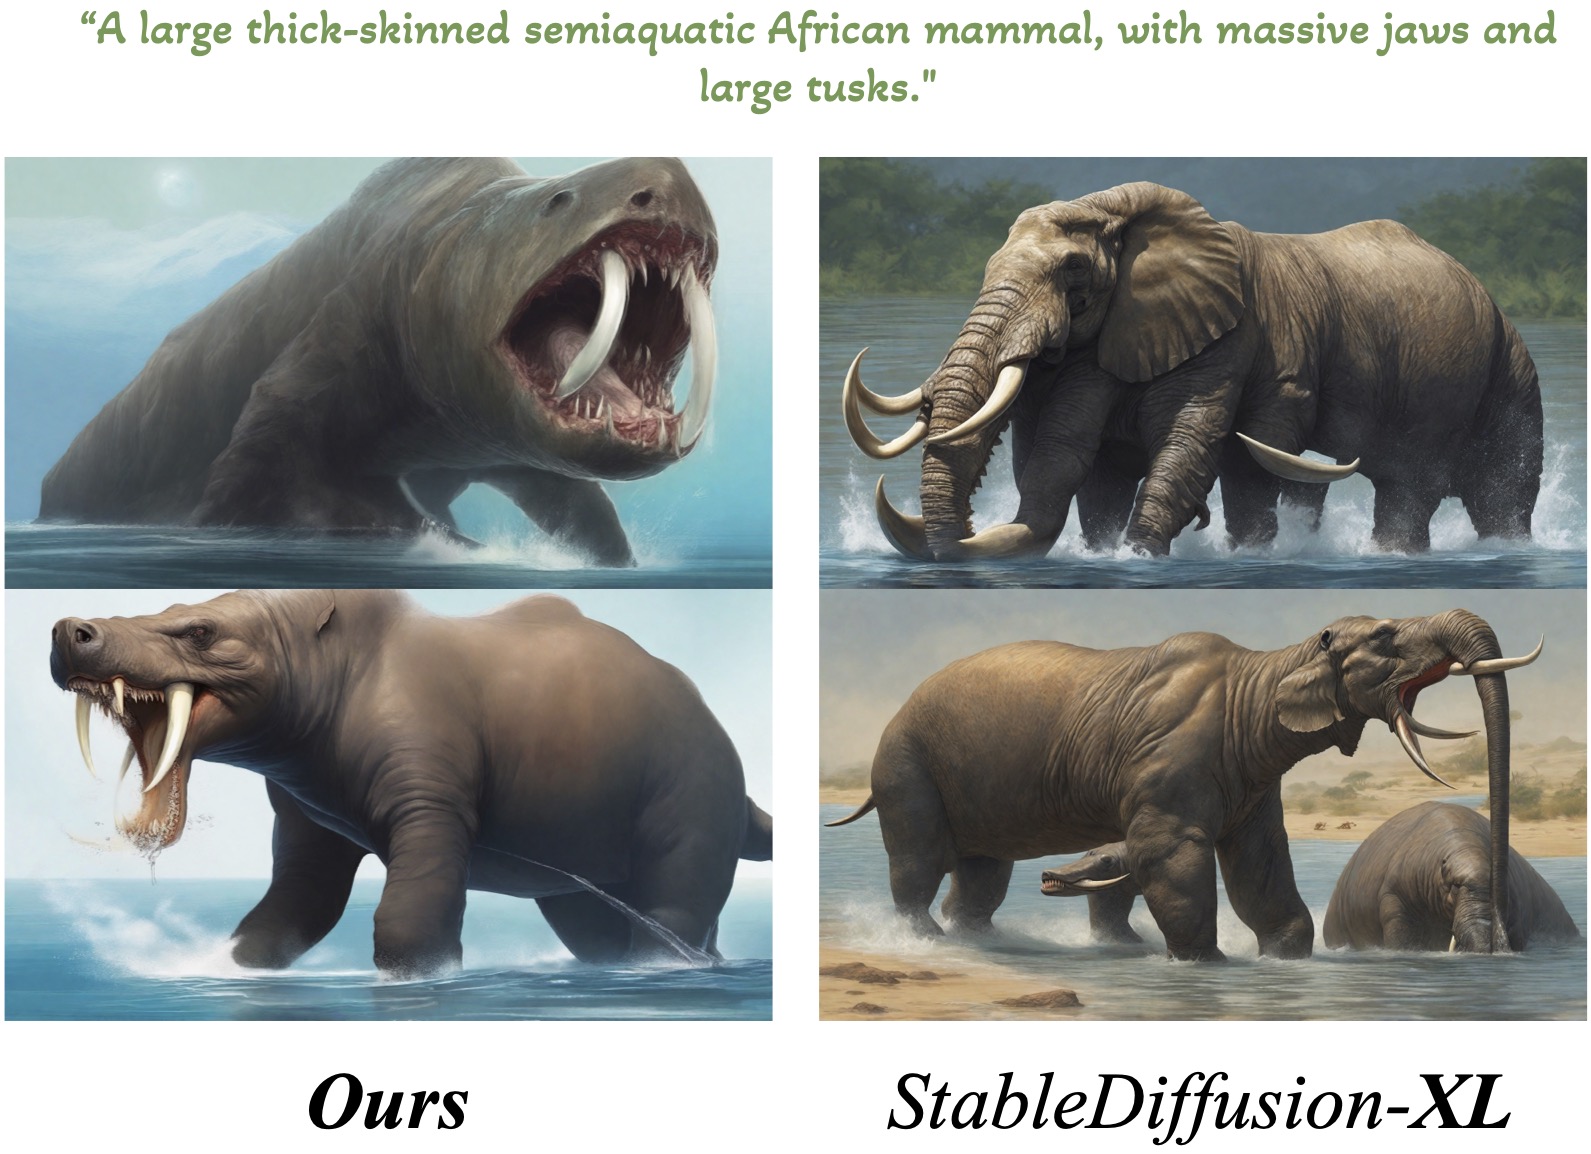 “A large thick-skinned semiaquatic African mammal, with massive jaws and
large tusks."
Ours
StableDiffusion-XL